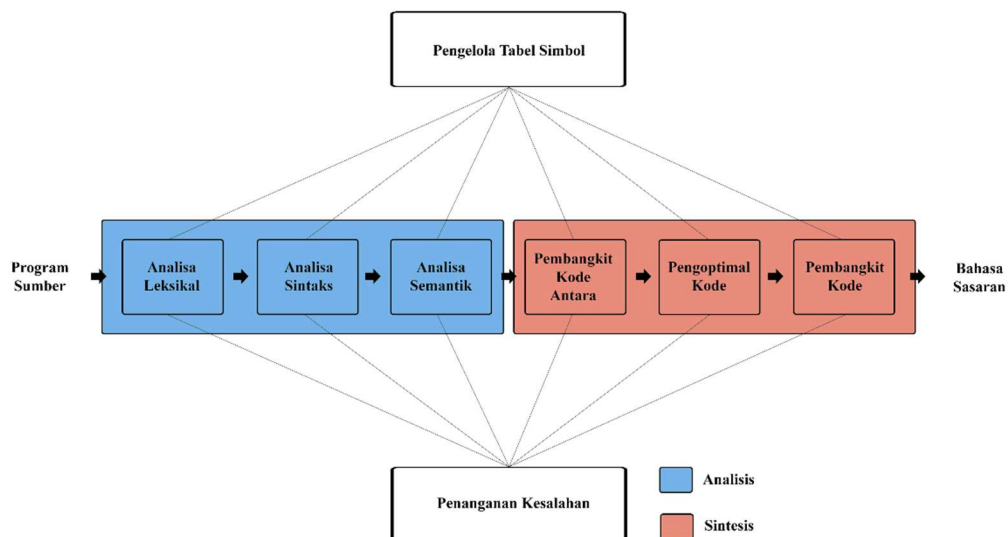 Pengelola Tabel Simbol
Program
Sumber
Analisa
Leksikal
Analisa
Sintaks
Analisa
Semantik
Pembangkit
Kode
Antara
Pengoptimal
Kode
Pembangkit
Kode
Bahasa
Sasaran
Penanganan Kesalahan
Analisis
Sintesis